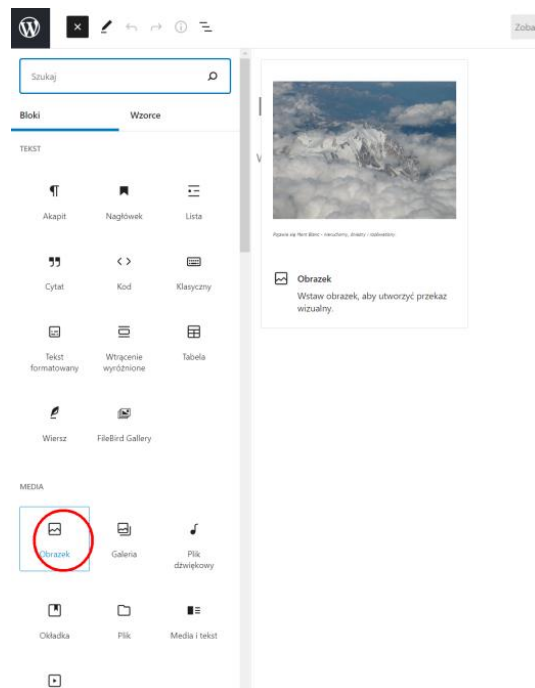 Zoba
Szukaj
Bloki Wzorce
TEKST
Akapit Nagłówek Lista
Cytat Kod Klasyczny
Tekst formatowany Wtrącenie wyróżnione Tabela
Wiersz FileBird Gallery
MEDIA
Obrazek Galeria Plik dźwiękowy
Okładka Plik Media i tekst
Obrazek
Wstaw obrazek, aby utworzyć przekaz
wizualny.